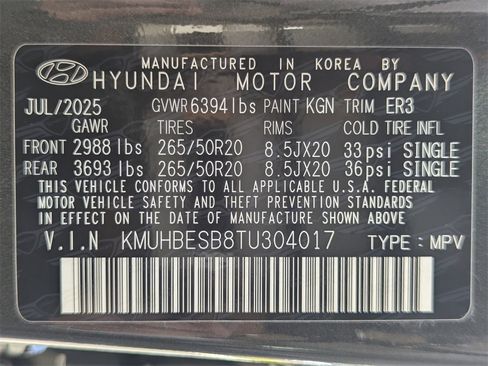 MANUFACTURED IN KOREA BY
HYUNDAI MOTOR COMPANY
JUL/2025 GVWR 6394 lbs PAINT KGN TRIM ER3
GAWR TIRES RIMS COLD TIRE INFL
FRONT 2988 lbs 265/50R20 8.5JX20 33 psi SINGLE
REAR 3693 lbs 265/50R20 8.5JX20 36 psi SINGLE
THIS VEHICLE CONFORMS TO ALL APPLICABLE U.S.A. FEDERAL
MOTOR VEHICLE SAFETY, BUMPER, AND THEFT PREVENTION
STANDARDS IN EFFECT ON THE DATE OF MANUFACTURE SHOWN ABOVE.
V.I.N KMUHBESB8TU304017 TYPE : MPV